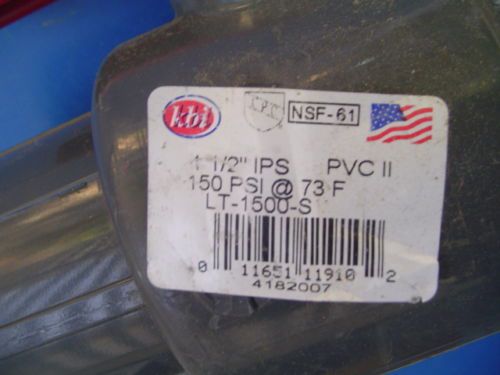 kbi U.P.C. NSF-61
1 1/2" IPS PVC II
150 PSI @ 73 F
LT-1500-S
0 11651 11910 2
4182007